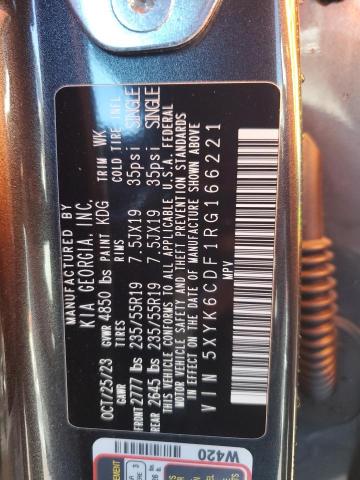 MANUFACTURED BY
KIA GEORGIA, INC.
OCT/25/23 GVWR 4850 lbs PAINT KDG TRIM WK
GAWR TIRES RIMS COLD TIRE INFL
FRONT 2777 lbs 235/55R19 7.5JX19 35psi SINGLE
REAR 2645 lbs 235/55R19 7.5JX19 35psi SINGLE
THIS VEHICLE CONFORMS TO ALL APPLICABLE U.S.A. FEDERAL
MOTOR VEHICLE SAFETY, BUMPER, AND THEFT PREVENTION STANDARDS
IN EFFECT ON THE DATE OF MANUFACTURE SHOWN ABOVE.
VIN 5XYK6CDF1RG166221
MPV
W420